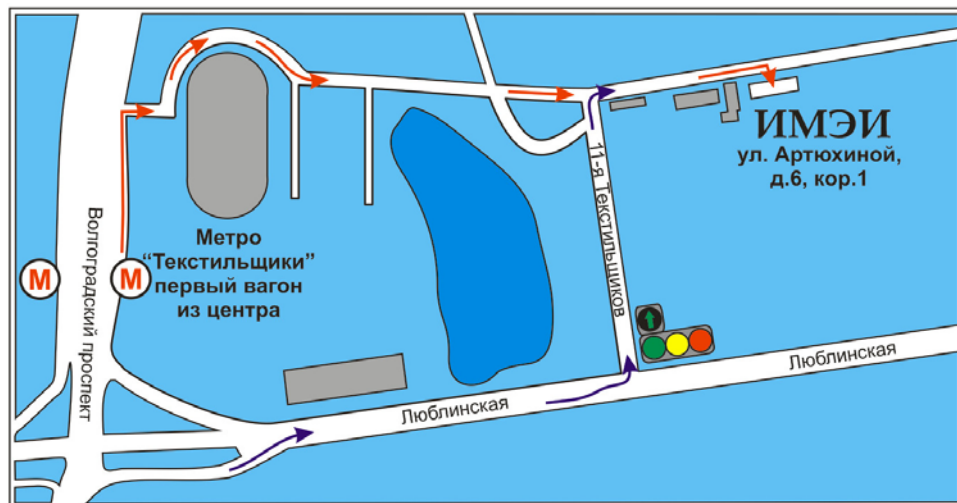 ИМЭИ
ул. Артюхиной,
д.6, кор.1
11-я Текстильщиков
Волгоградский проспект
Метро
“Текстильщики”
первый вагон
из центра
М
М
Люблинская
Люблинская